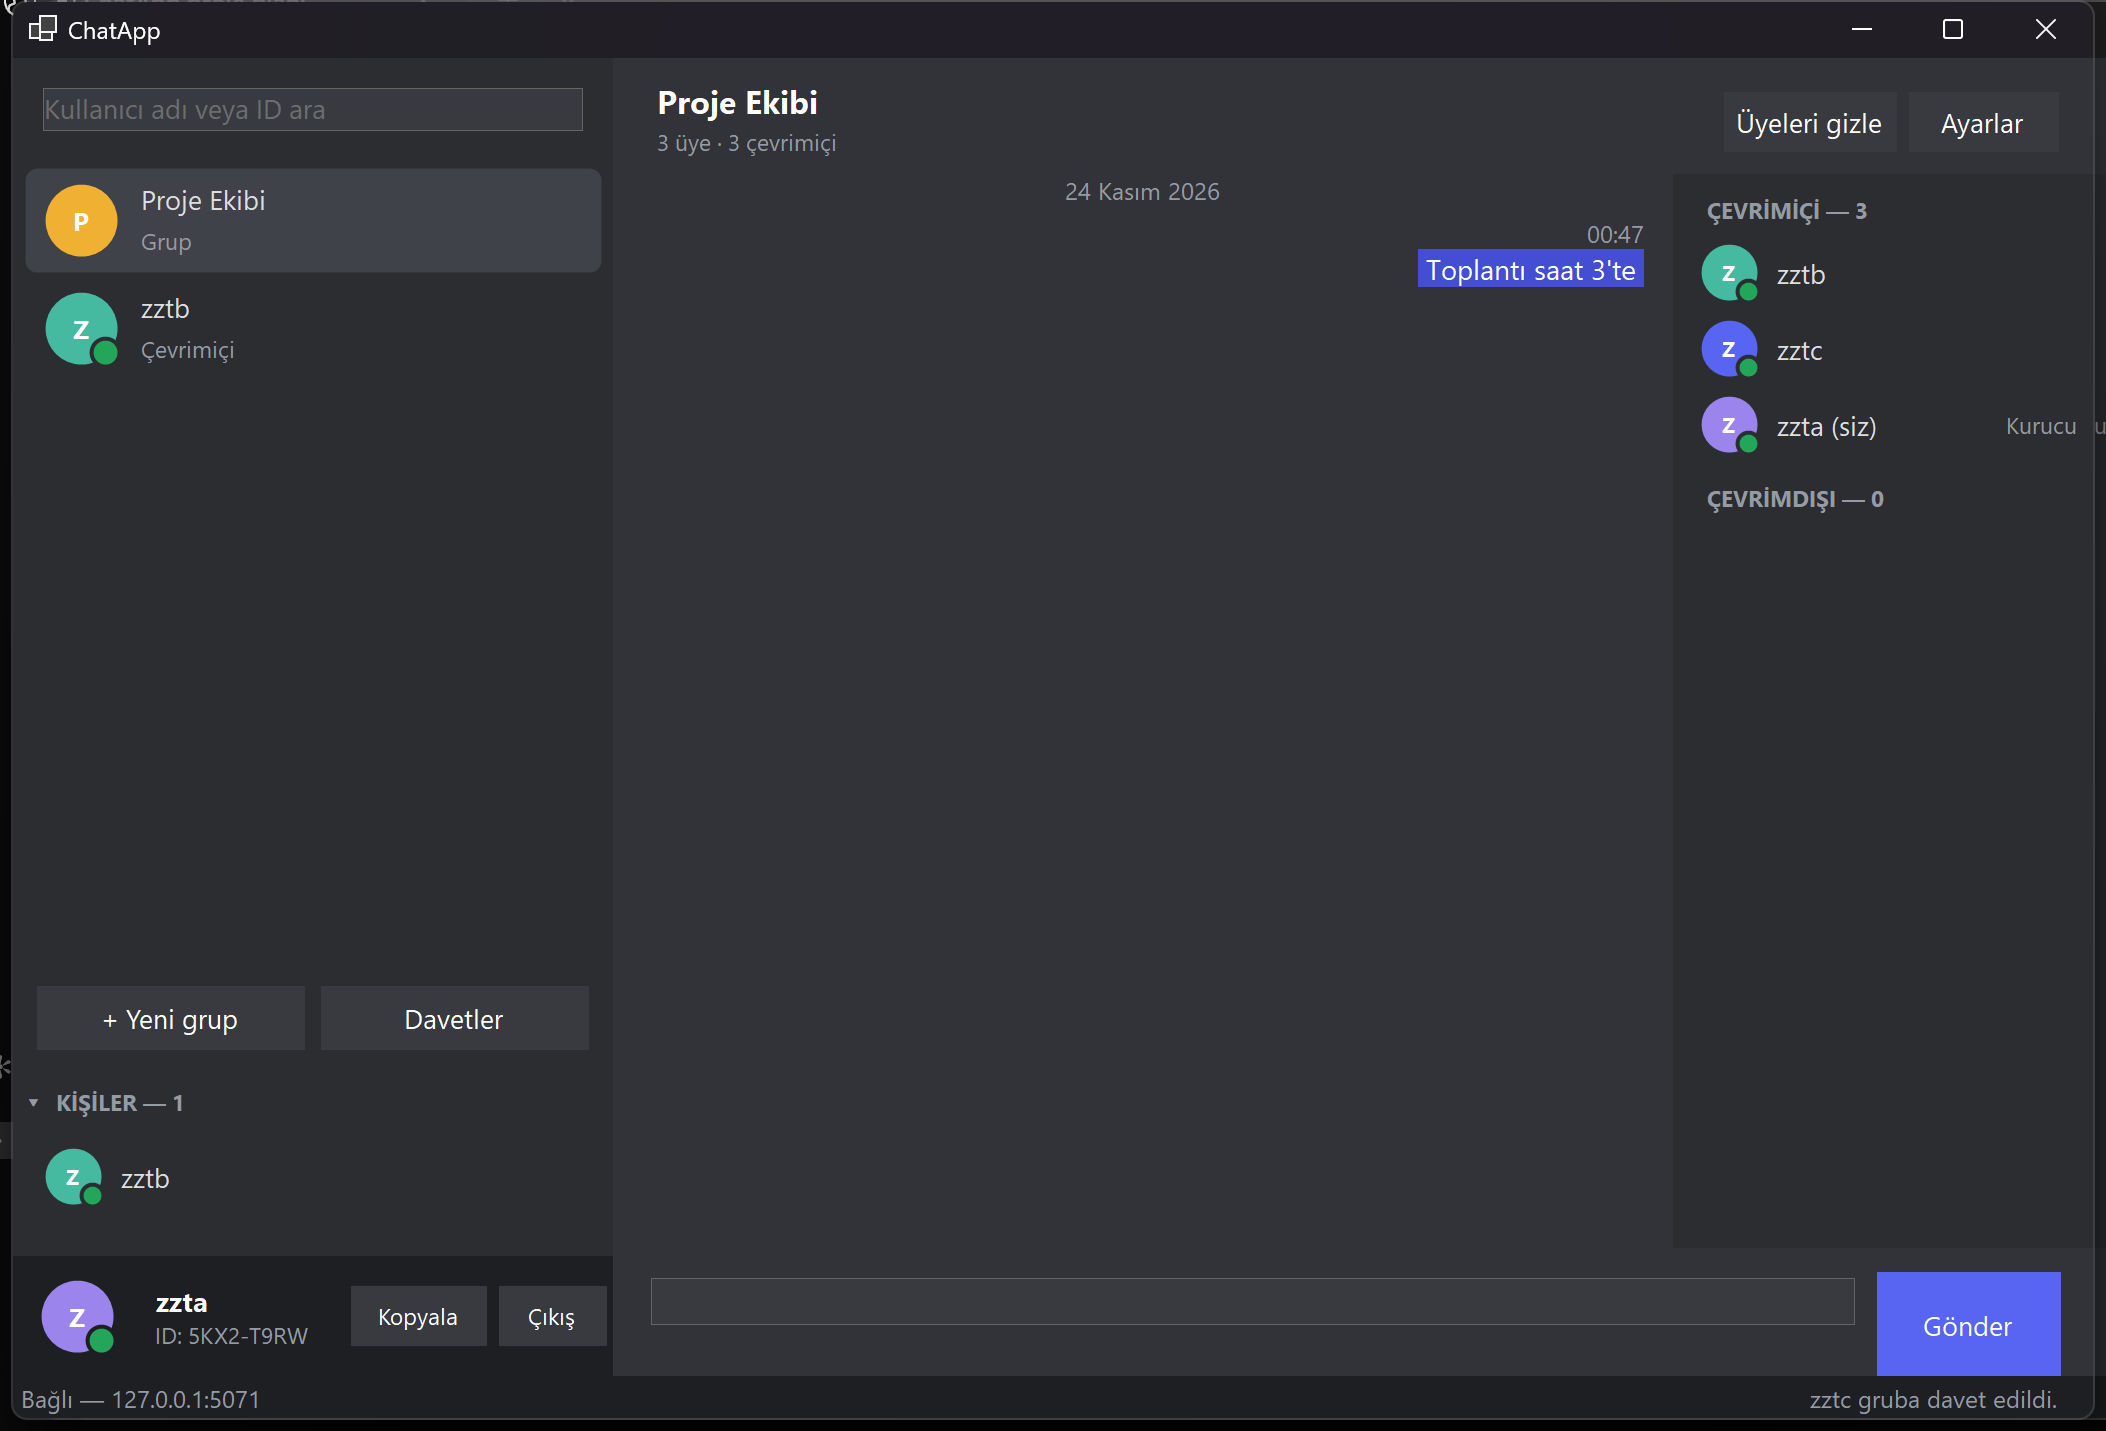 ChatApp
Kullanıcı adı veya ID ara
P
Proje Ekibi
Grup
Z
zztb
Çevrimiçi
+ Yeni grup
Davetler
▾ KİŞİLER — 1
Z
zztb
Z
zzta
ID: 5KX2-T9RW
Kopyala
Çıkış
Proje Ekibi
3 üye · 3 çevrimiçi
Üyeleri gizle
Ayarlar
24 Kasım 2026
00:47
Toplantı saat 3'te
ÇEVRİMİÇİ — 3
Z
zztb
Z
zztc
Z
zzta (siz)
Kurucu
ÇEVRİMDIŞI — 0
Gönder
Bağlı — 127.0.0.1:5071
zztc gruba davet edildi.